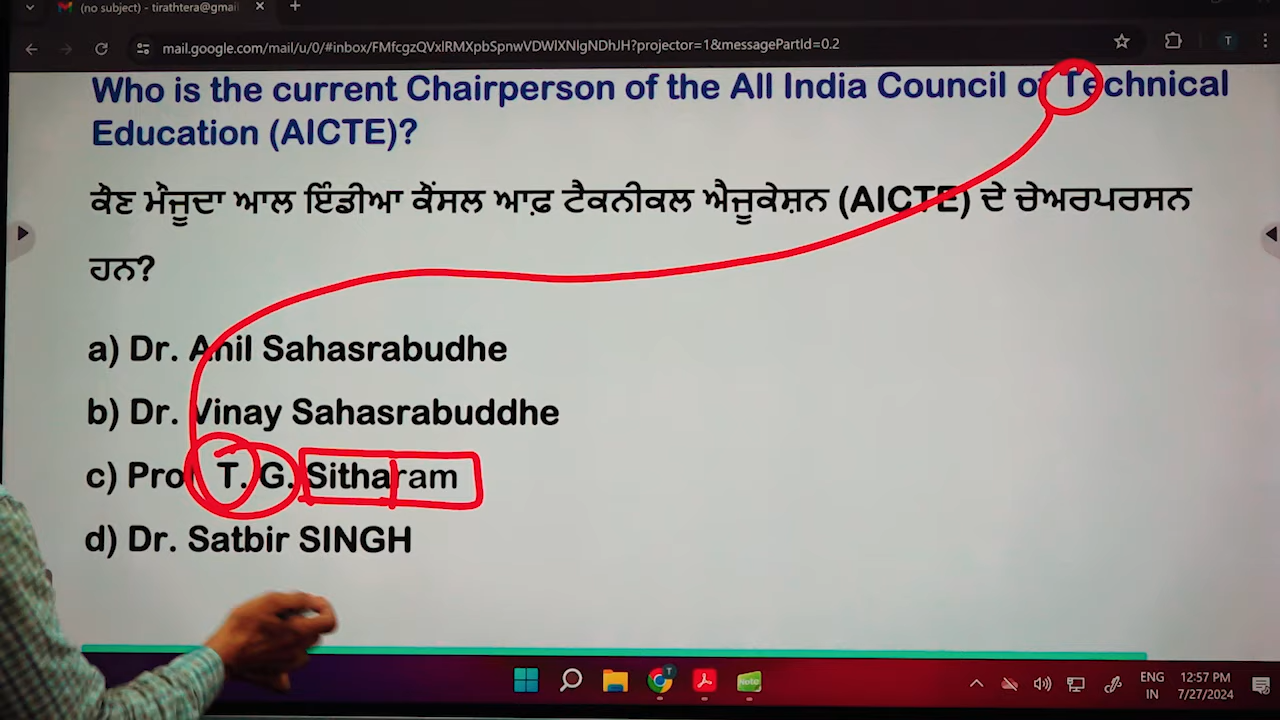 (no subject) - tirathtera@gmail
mail.google.com/mail/u/0/#inbox/FMfcgzQVxlRMXpbSpnwVDWlXNlgNDhJH?projector=1&messagePartId=0.2
T
Who is the current Chairperson of the All India Council of Technical
Education (AICTE)?
ਕੌਣ ਮੌਜੂਦਾ ਆਲ ਇੰਡੀਆ ਕੌਂਸਲ ਆਫ਼ ਟੈਕਨੀਕਲ ਐਜੂਕੇਸ਼ਨ (AICTE) ਦੇ ਚੇਅਰਪਰਸਨ
ਹਨ?
a) Dr. Anil Sahasrabudhe
b) Dr. Vinay Sahasrabuddhe
c) Prof. T. G. Sitharam
d) Dr. Satbir SINGH
T
Note
ENG
IN
12:57 PM
7/27/2024